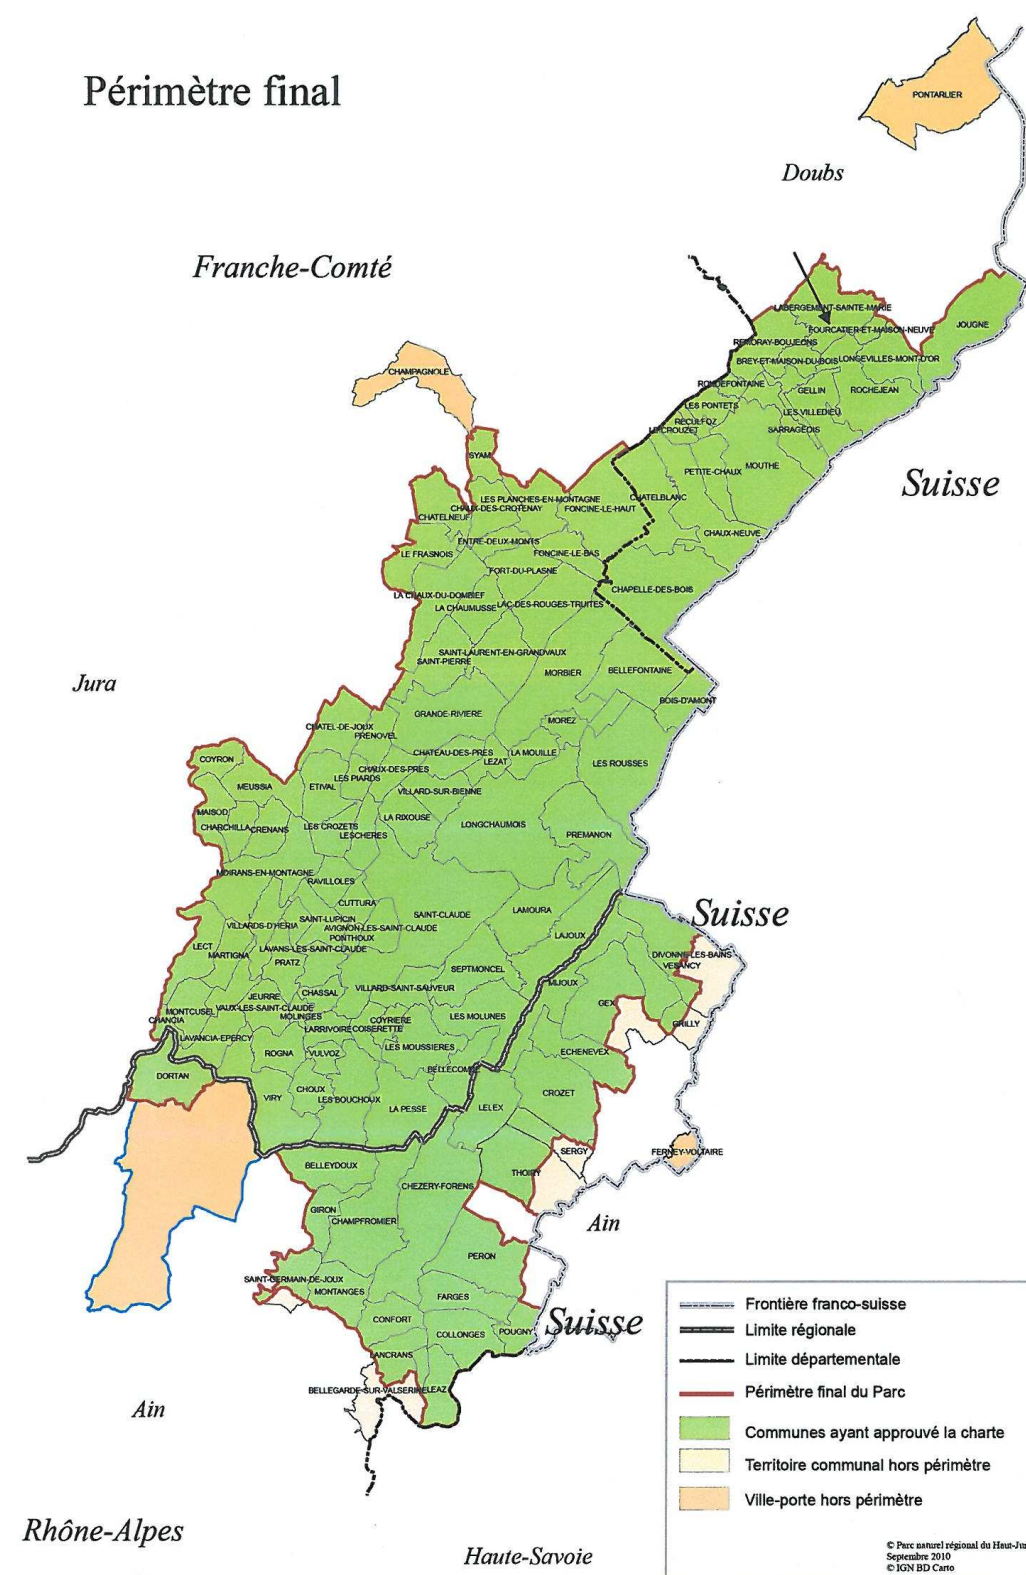 Périmètre final
PONTARLIER
Doubs
Franche-Comté
LABERGEMENT-SAINTE-MARIE
FOURCATIER-ET-MAISON-NEUVE
JOUGNE
REMORAY-BOUJEONS
BREY-ET-MAISON-DU-BOIS
LONGEVILLES-MONT-D'OR
CHAMPAGNOLE
RONDEFONTAINE
GELLIN
ROCHEJEAN
LES PONTETS
LES VILLEDIEU
RECULFOZ
LE CROUZET
SARRAGEOIS
SYAM
PETITE-CHAUX
MOUTHE
Suisse
LES PLANCHES-EN-MONTAGNE
CHATELBLANC
CHAUX-DES-CROTENAY
FONCINE-LE-HAUT
CHATELNEUF
CHAUX-NEUVE
ENTRE-DEUX-MONTS
LE FRASNOIS
FONCINE-LE-BAS
FORT-DU-PLASNE
CHAPELLE-DES-BOIS
LA CHAUX-DU-DOMBIEF
LA CHAUMUSSE
LAC-DES-ROUGES-TRUITES
SAINT-LAURENT-EN-GRANDVAUX
SAINT-PIERRE
MORBIER
BELLEFONTAINE
Jura
BOIS-D'AMONT
GRANDE-RIVIERE
MOREZ
CHATEL-DE-JOUX
PRENOVEL
CHATEAU-DES-PRES
LA MOUILLE
COYRON
LEZAT
LES ROUSSES
CHAUX-DES-PRES
LES PIARDS
MEUSSIA
ETIVAL
VILLARD-SUR-BIENNE
MAISOD
LA RIXOUSE
CHARCHILLA
CRENANS
LES CROZETS
LESCHERES
LONGCHAUMOIS
PREMANON
MOIRANS-EN-MONTAGNE
RAVILLOLES
CUTTURA
SAINT-CLAUDE
LAMOURA
Suisse
SAINT-LUPICIN
VILLARDS-D'HERIA
AVIGNON-LES-SAINT-CLAUDE
PONTHOUX
LAJOUX
LECT
MARTIGNA
LAVANS-LES-SAINT-CLAUDE
PRATZ
DIVONNE-LES-BAINS
VESANCY
SEPTMONCEL
MIJOUX
JEURRE
CHASSAL
VILLARD-SAINT-SAUVEUR
GEX
MONTCUSEL
VAUX-LES-SAINT-CLAUDE
CHANCIA
MOLINGES
COYRIERE
LES MOLUNES
GRILLY
LARRIVOIRE
COISERETTE
LAVANCIA-EPERCY
LES MOUSSIERES
ECHENEVEX
ROGNA
VULVOZ
BELLECOMBE
DORTAN
CHOUX
CROZET
VIRY
LES BOUCHOUX
LA PESSE
LELEX
SERGY
FERNEY-VOLTAIRE
BELLEYDOUX
THOIRY
CHEZERY-FORENS
GIRON
CHAMPFROMIER
Ain
PERON
SAINT-GERMAIN-DE-JOUX
MONTANGES
FARGES
CONFORT
COLLONGES
POUGNY
Suisse
LANCRANS
BELLEGARDE-SUR-VALSERINE
LEAZ
Ain
Rhône-Alpes
Haute-Savoie
Frontière franco-suisse
Limite régionale
Limite départementale
Périmètre final du Parc
Communes ayant approuvé la charte
Territoire communal hors périmètre
Ville-porte hors périmètre
© Parc naturel régional du Haut-Jur
Septembre 2010
© IGN BD Carto